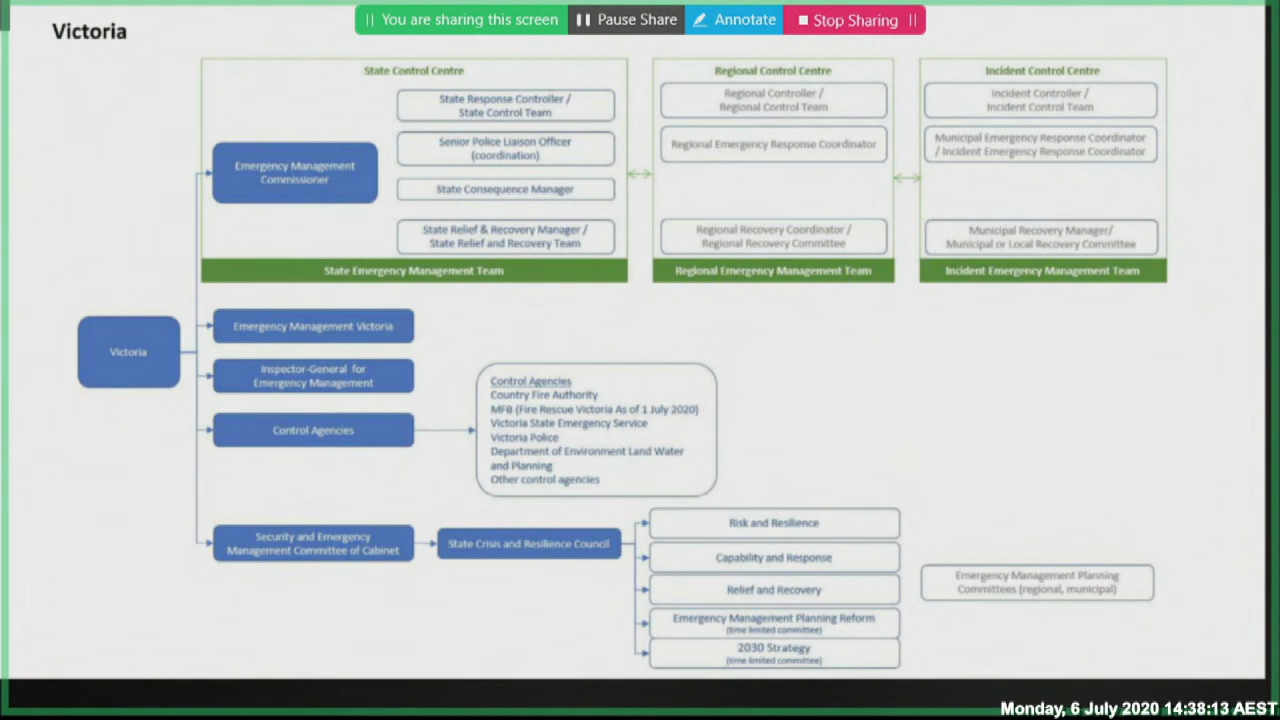 || You are sharing this screen
Pause Share
Annotate
Stop Sharing ||
Victoria
State Control Centre
State Response Controller /
State Control Team
Senior Police Liaison Officer
(coordination)
Emergency Management
Commissioner
State Consequence Manager
State Relief & Recovery Manager /
State Relief and Recovery Team
State Emergency Management Team
Regional Control Centre
Regional Controller /
Regional Control Team
Regional Emergency Response Coordinator
Regional Recovery Coordinator /
Regional Recovery Committee
Regional Emergency Management Team
Incident Control Centre
Incident Controller /
Incident Control Team
Municipal Emergency Response Coordinator
/ Incident Emergency Response Coordinator
Municipal Recovery Manager/
Municipal or Local Recovery Committee
Incident Emergency Management Team
Victoria
Emergency Management Victoria
Inspector-General for
Emergency Management
Control Agencies
Control Agencies
Country Fire Authority
MFB (Fire Rescue Victoria As of 1 July 2020)
Victoria State Emergency Service
Victoria Police
Department of Environment Land Water
and Planning
Other control agencies
Security and Emergency
Management Committee of Cabinet
State Crisis and Resilience Council
Risk and Resilience
Capability and Response
Relief and Recovery
Emergency Management Planning Reform
(time limited committee)
2030 Strategy
(time limited committee)
Emergency Management Planning
Committees (regional, municipal)
Monday, 6 July 2020 14:38:13 AEST